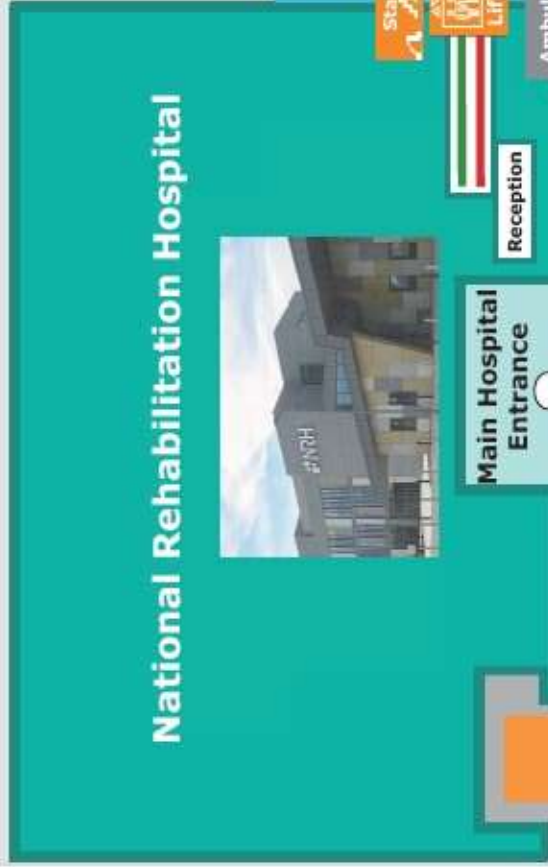 National Rehabilitation Hospital
NRH
Main Hospital
Entrance
Reception